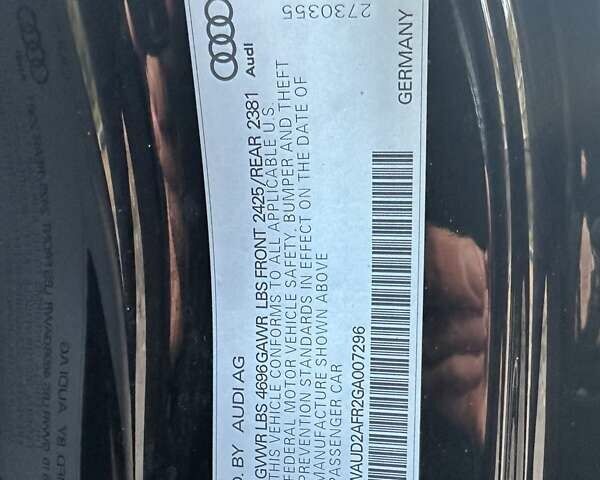 D. BY AUDI AG
GVWR LBS 4696 GAWR LBS FRONT 2425/REAR 2381
THIS VEHICLE CONFORMS TO ALL APPLICABLE U.S.
FEDERAL MOTOR VEHICLE SAFETY, BUMPER AND THEFT
PREVENTION STANDARDS IN EFFECT ON THE DATE OF
MANUFACTURE SHOWN ABOVE
PASSENGER CAR
WAUD2AFR2GA007296
Audi
2730355
GERMANY